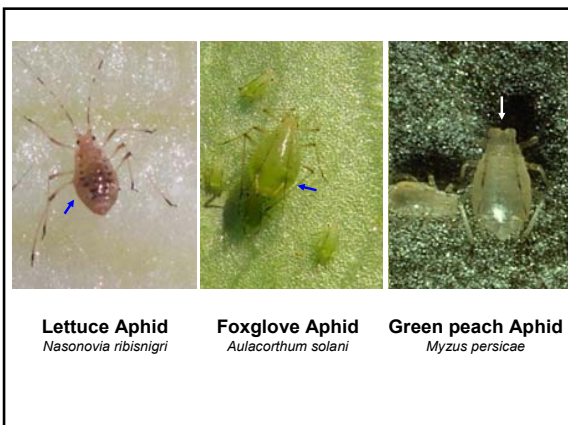 Lettuce Aphid
Nasonovia ribisnigri
Foxglove Aphid
Aulacorthum solani
Green peach Aphid
Myzus persicae